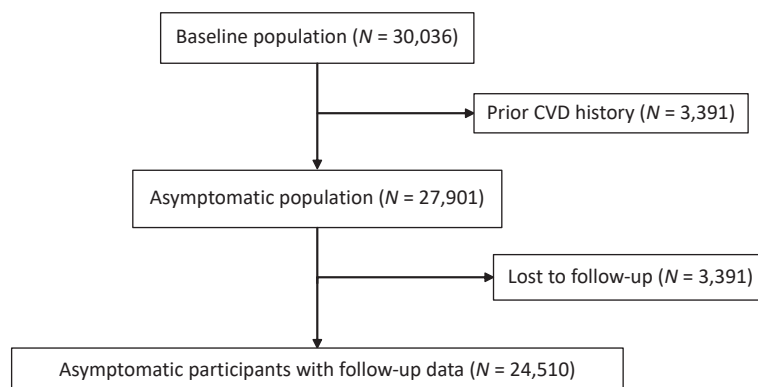 Baseline population (N = 30,036)
Prior CVD history (N = 3,391)
Asymptomatic population (N = 27,901)
Lost to follow-up (N = 3,391)
Asymptomatic participants with follow-up data (N = 24,510)